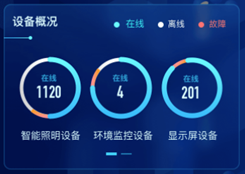 设备概况
在线 离线 故障
在线 在线 在线
1120 4 201
智能照明设备 环境监控设备 显示屏设备